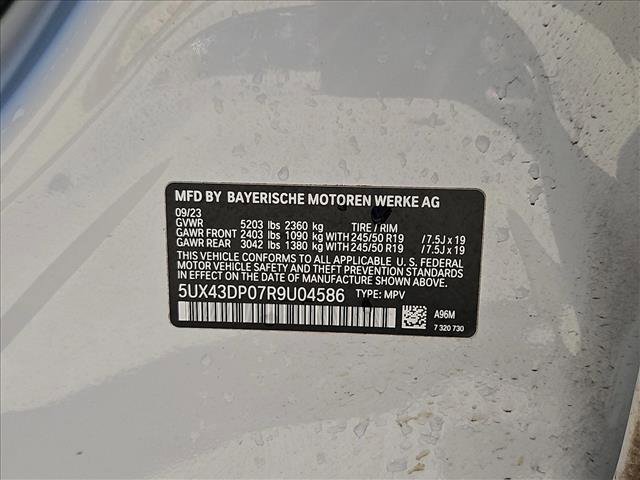 MFD BY BAYERISCHE MOTOREN WERKE AG
09/23
GVWR 5203 lbs 2360 kg TIRE / RIM
GAWR FRONT 2403 lbs 1090 kg WITH 245/50 R19 / 7.5J x 19
GAWR REAR 3042 lbs 1380 kg WITH 245/50 R19 / 7.5J x 19
THIS VEHICLE CONFORMS TO ALL APPLICABLE U. S. FEDERAL
MOTOR VEHICLE SAFETY, BUMPER, AND THEFT PREVENTION STANDARDS
IN EFFECT ON THE DATE OF MANUFACTURE SHOWN ABOVE.
5UX43DP07R9U04586 TYPE: MPV
A96M
7 320 730